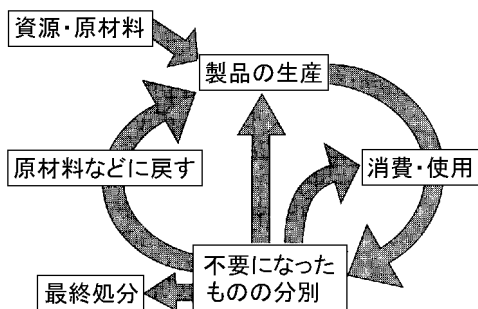 資源・原材料
製品の生産
原材料などに戻す
消費・使用
不要になった
ものの分別
最終処分